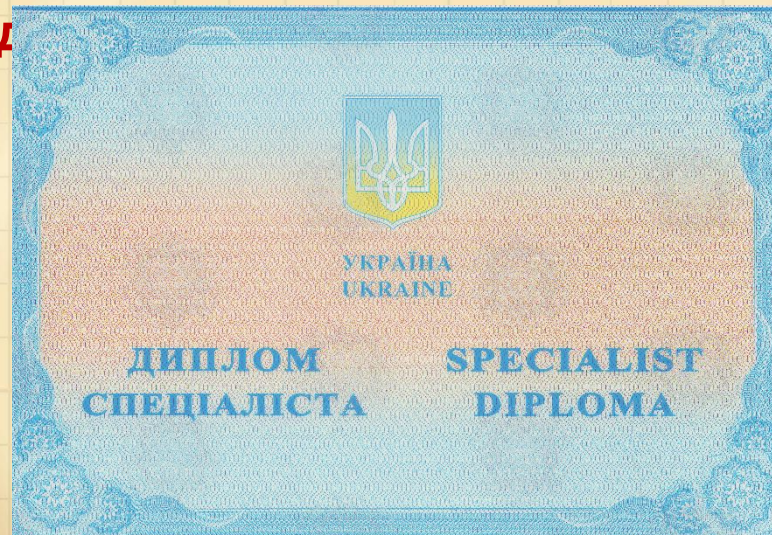 УКРАЇНА
UKRAINE
ДИПЛОМ
СПЕЦІАЛІСТА
SPECIALIST
DIPLOMA